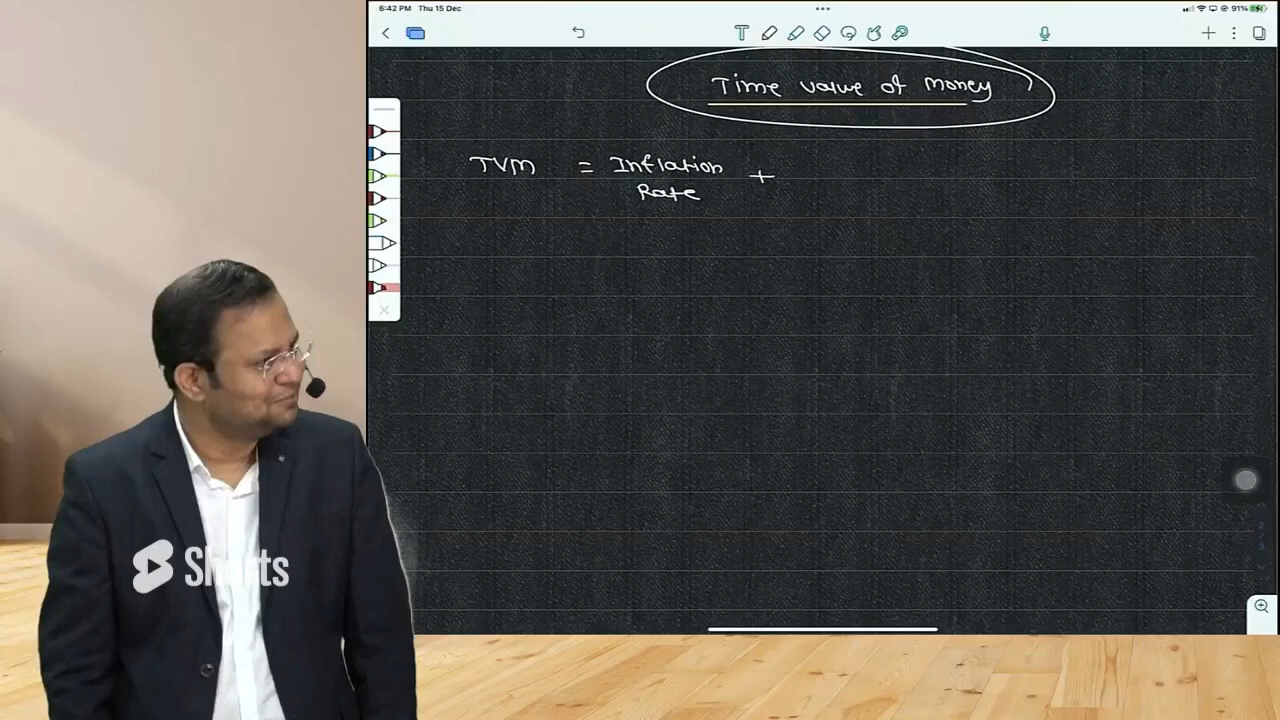 6:42 PM Thu 15 Dec
91%
T
Time value of money
TVM = Inflation +
Rate
Shorts